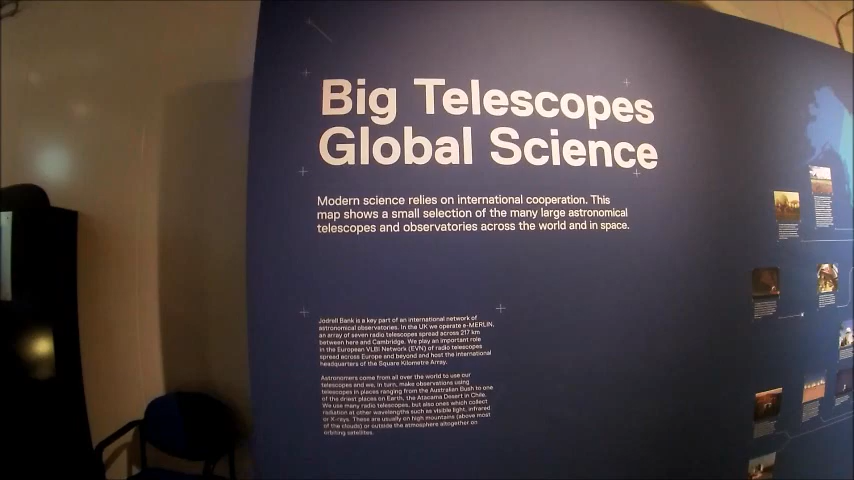 Big Telescopes
Global Science
Modern science relies on international cooperation. This
map shows a small selection of the many large astronomical
telescopes and observatories across the world and in space.
Jodrell Bank is a key part of an international network of
astronomical observatories. In the UK we operate e-MERLIN,
an array of seven radio telescopes spread across 217 km
between here and Cambridge. We play an important role
in the European VLBI Network (EVN) of radio telescopes
spread across Europe and beyond and host the international
headquarters of the Square Kilometre Array.
Astronomers come from all over the world to use our
telescopes and we, in turn, make observations using
telescopes in places ranging from the Australian Bush to one
of the driest places on Earth, the Atacama Desert in Chile.
We use many radio telescopes, but also ones which collect
radiation at other wavelengths such as visible light, infrared
or X-rays. These are usually on high mountains (above most
of the clouds) or outside the atmosphere altogether on
orbiting satellites.